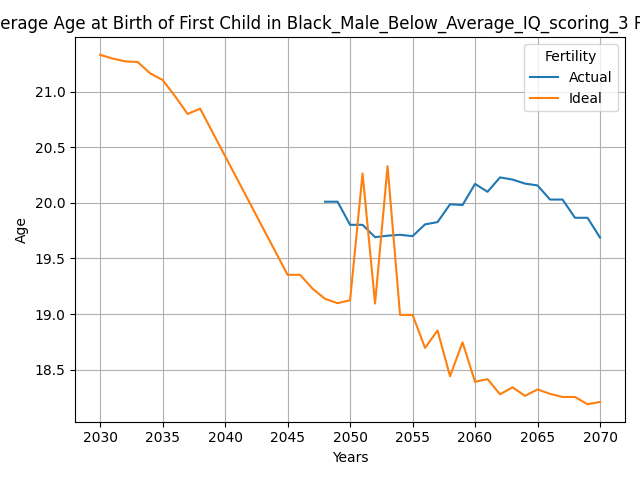 erage Age at Birth of First Child in Black_Male_Below_Average_IQ_scoring_3
Fertility
Actual
Ideal
21.0
20.5
20.0
19.5
19.0
18.5
Age
2030 2035 2040 2045 2050 2055 2060 2065 2070
Years